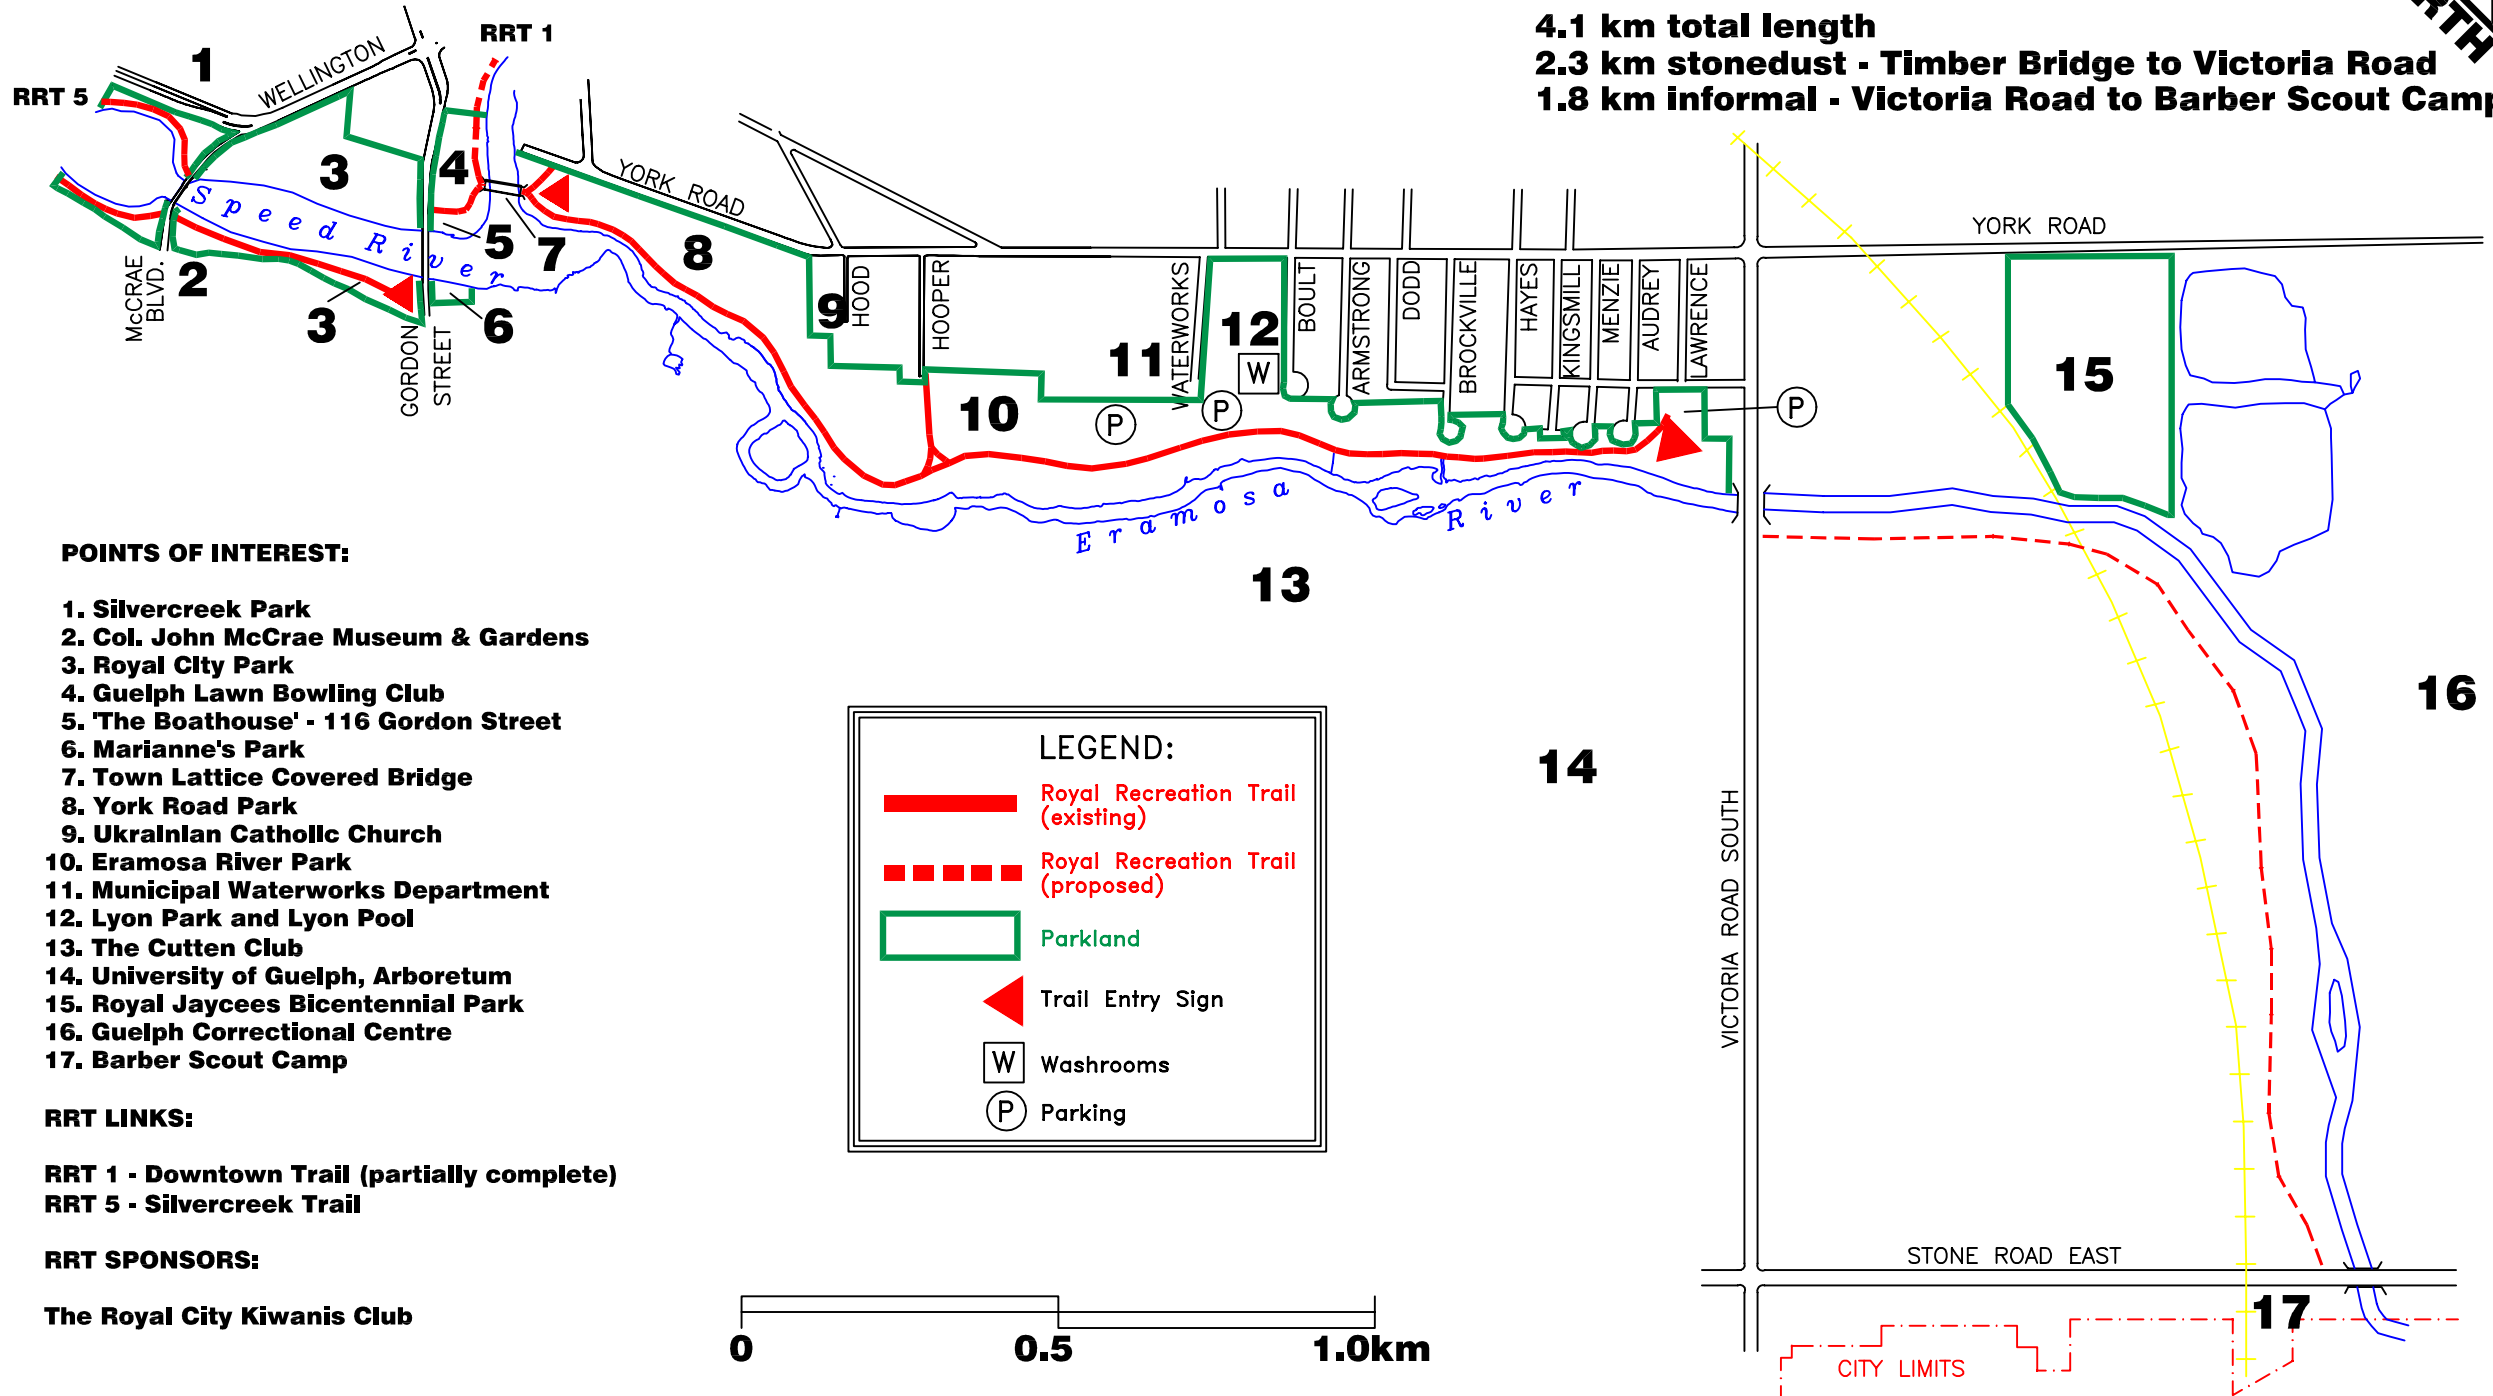 4.1 km total length
2.3 km stonedust - Timber Bridge to Victoria Road
1.8 km informal - Victoria Road to Barber Scout Camp
RTH
RRT 1
RRT 5
1
WELLINGTON
3
4
YORK ROAD
YORK ROAD
Speed River
5
7
8
2
McCRAE
BLVD.
3
6
GORDON
STREET
9
HOOD
HOOPER
10
11
WATERWORKS
12
W
P
P
BOULT
ARMSTRONG
DODD
BROCKVILLE
HAYES
KINGSMILL
MENZIE
AUDREY
LAWRENCE
P
15
Eramosa River
13
14
16
VICTORIA ROAD SOUTH
STONE ROAD EAST
17
CITY LIMITS
POINTS OF INTEREST:
1. Silvercreek Park
2. Col. John McCrae Museum & Gardens
3. Royal City Park
4. Guelph Lawn Bowling Club
5. 'The Boathouse' - 116 Gordon Street
6. Marianne's Park
7. Town Lattice Covered Bridge
8. York Road Park
9. Ukrainian Catholic Church
10. Eramosa River Park
11. Municipal Waterworks Department
12. Lyon Park and Lyon Pool
13. The Cutten Club
14. University of Guelph, Arboretum
15. Royal Jaycees Bicentennial Park
16. Guelph Correctional Centre
17. Barber Scout Camp
RRT LINKS:
RRT 1 - Downtown Trail (partially complete)
RRT 5 - Silvercreek Trail
RRT SPONSORS:
The Royal City Kiwanis Club
LEGEND:
Royal Recreation Trail
(existing)
Royal Recreation Trail
(proposed)
Parkland
Trail Entry Sign
W Washrooms
P Parking
0 0.5 1.0km